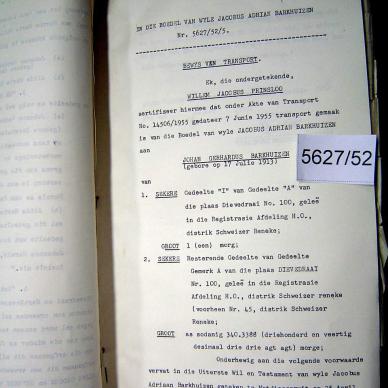 EN DIE BOEDEL VAN WYLE JACOBUS ADRIAN BARKHUIZEN
Nr. 5627/52/5.
BEWYS VAN TRANSPORT.
Ek, die ondergetekende,
WILLEM JACOBUS PRINSLOO
sertifiseer hiermee dat onder Akte van Transport
No. 14506/1955 gedateer 7 Junie 1955 transport gemaak
is van die Boedel van wyle JACOBUS ADRIAN BARKHUIZEN
aan
JOHAN GERHARDUS BARKHUIZEN
(gebore op 17 Julie 1913)
5627/52
van
1. SEKERE Gedeelte "I" van Gedeelte "A" van
die plaas Dievedraai No. 100, geleë
in die Registrasie Afdeling H.O.,
distrik Schweizer Reneke;
GROOT 1 (een) morg;
2. SEKERE Resterende Gedeelte van Gedeelte
Gemerk A van die plaas DIEVEDRAAI
Nr. 100, geleë in die Registrasie
Afdeling H.O., distrik Schweizer reneke
(voorheen Nr. 45, distrik Schweizer
Reneke;
GROOT as sodanig 340.3388 (driehonderd en veertig
desimaal drie drie agt agt) morg;
Onderhewig aan die volgende voorwaarde
vervat in die Uiterste Wil en Testament van wyle Jacobus
Adriaan Barkhuizen